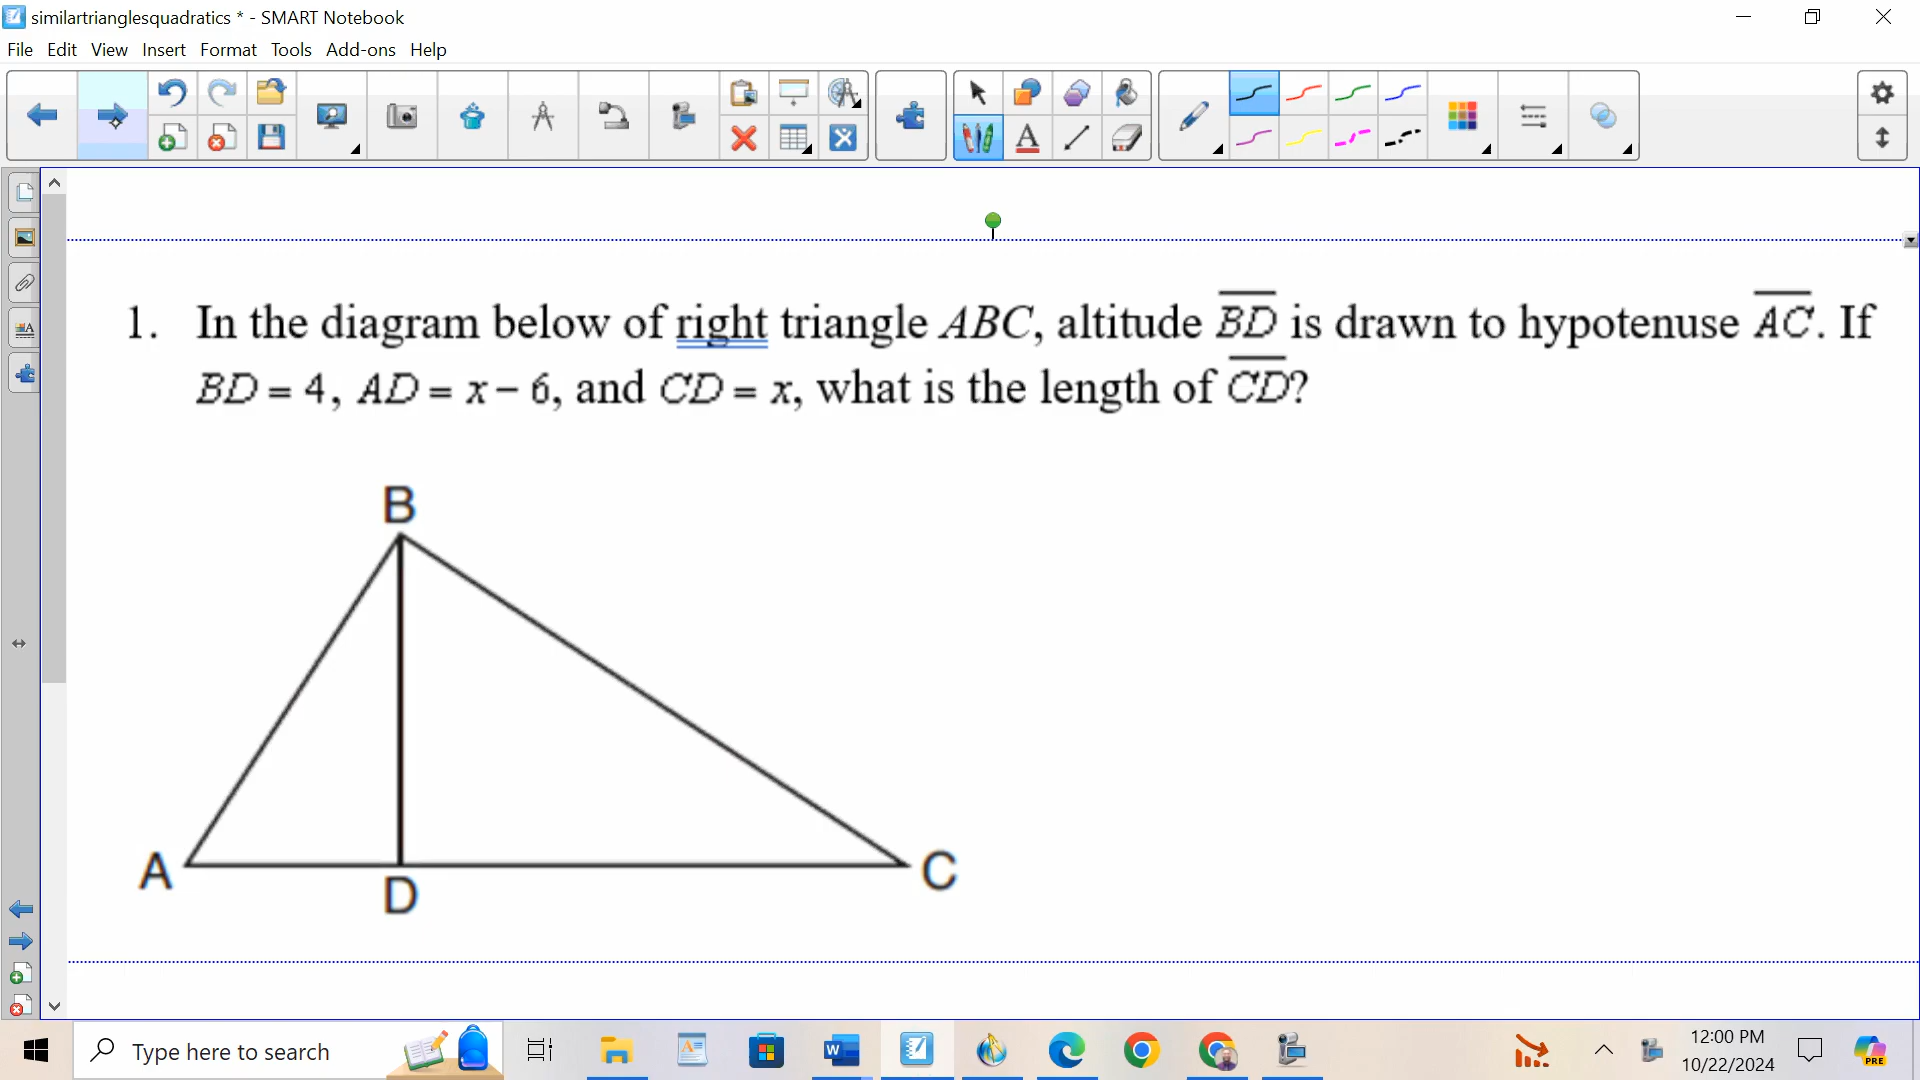 similartrianglesquadratics * - SMART Notebook
File Edit View Insert Format Tools Add-ons Help
1. In the diagram below of right triangle ABC, altitude BD is drawn to hypotenuse AC. If
BD = 4, AD = x − 6, and CD = x, what is the length of CD?
B
A
D
C
Type here to search
12:00 PM
10/22/2024
PRE